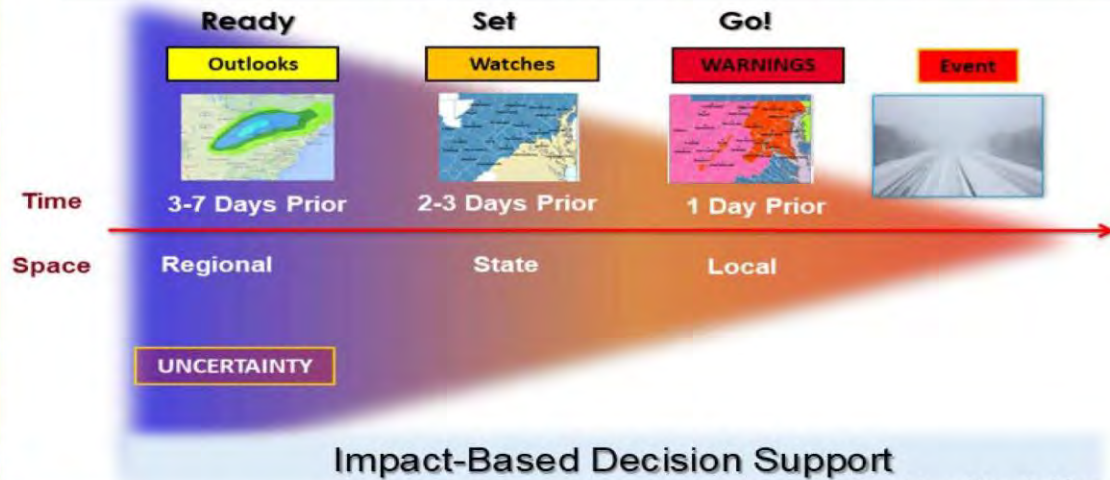 Ready Set Go!
Outlooks Watches WARNINGS Event
Time 3-7 Days Prior 2-3 Days Prior 1 Day Prior
Space Regional State Local
UNCERTAINTY
Impact-Based Decision Support